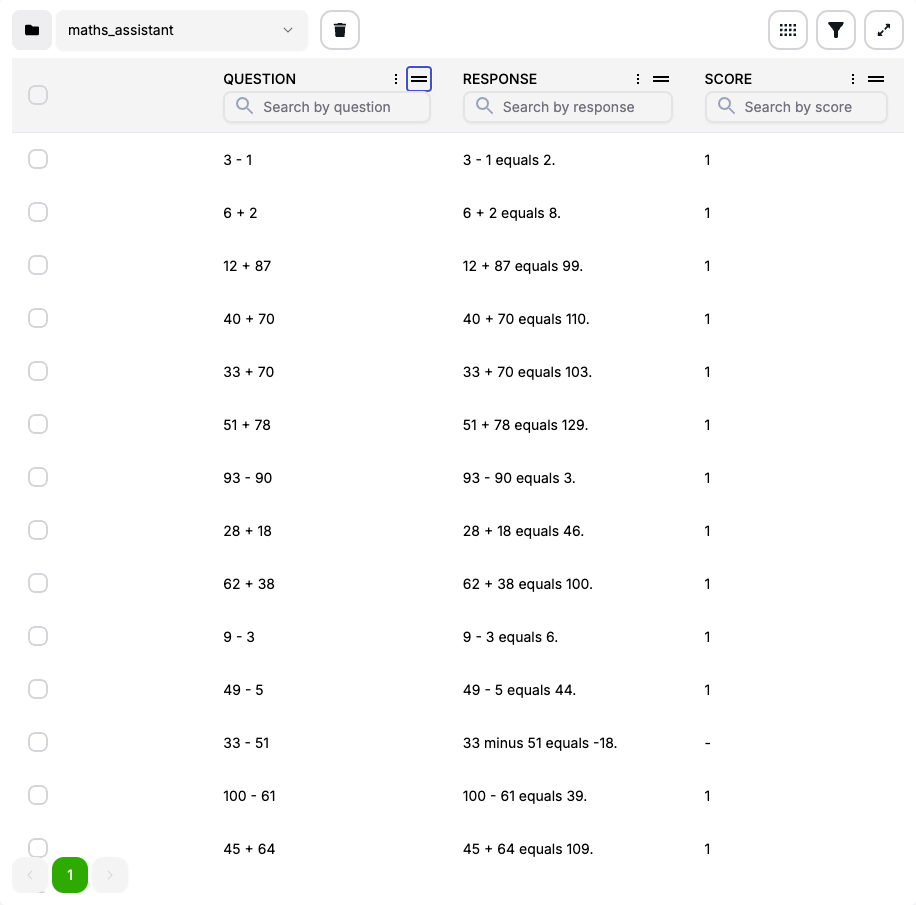 maths_assistant
QUESTION RESPONSE SCORE
Search by question Search by response Search by score
3 - 1 3 - 1 equals 2. 1
6 + 2 6 + 2 equals 8. 1
12 + 87 12 + 87 equals 99. 1
40 + 70 40 + 70 equals 110. 1
33 + 70 33 + 70 equals 103. 1
51 + 78 51 + 78 equals 129. 1
93 - 90 93 - 90 equals 3. 1
28 + 18 28 + 18 equals 46. 1
62 + 38 62 + 38 equals 100. 1
9 - 3 9 - 3 equals 6. 1
49 - 5 49 - 5 equals 44. 1
33 - 51 33 minus 51 equals -18. -
100 - 61 100 - 61 equals 39. 1
45 + 64 45 + 64 equals 109. 1
1